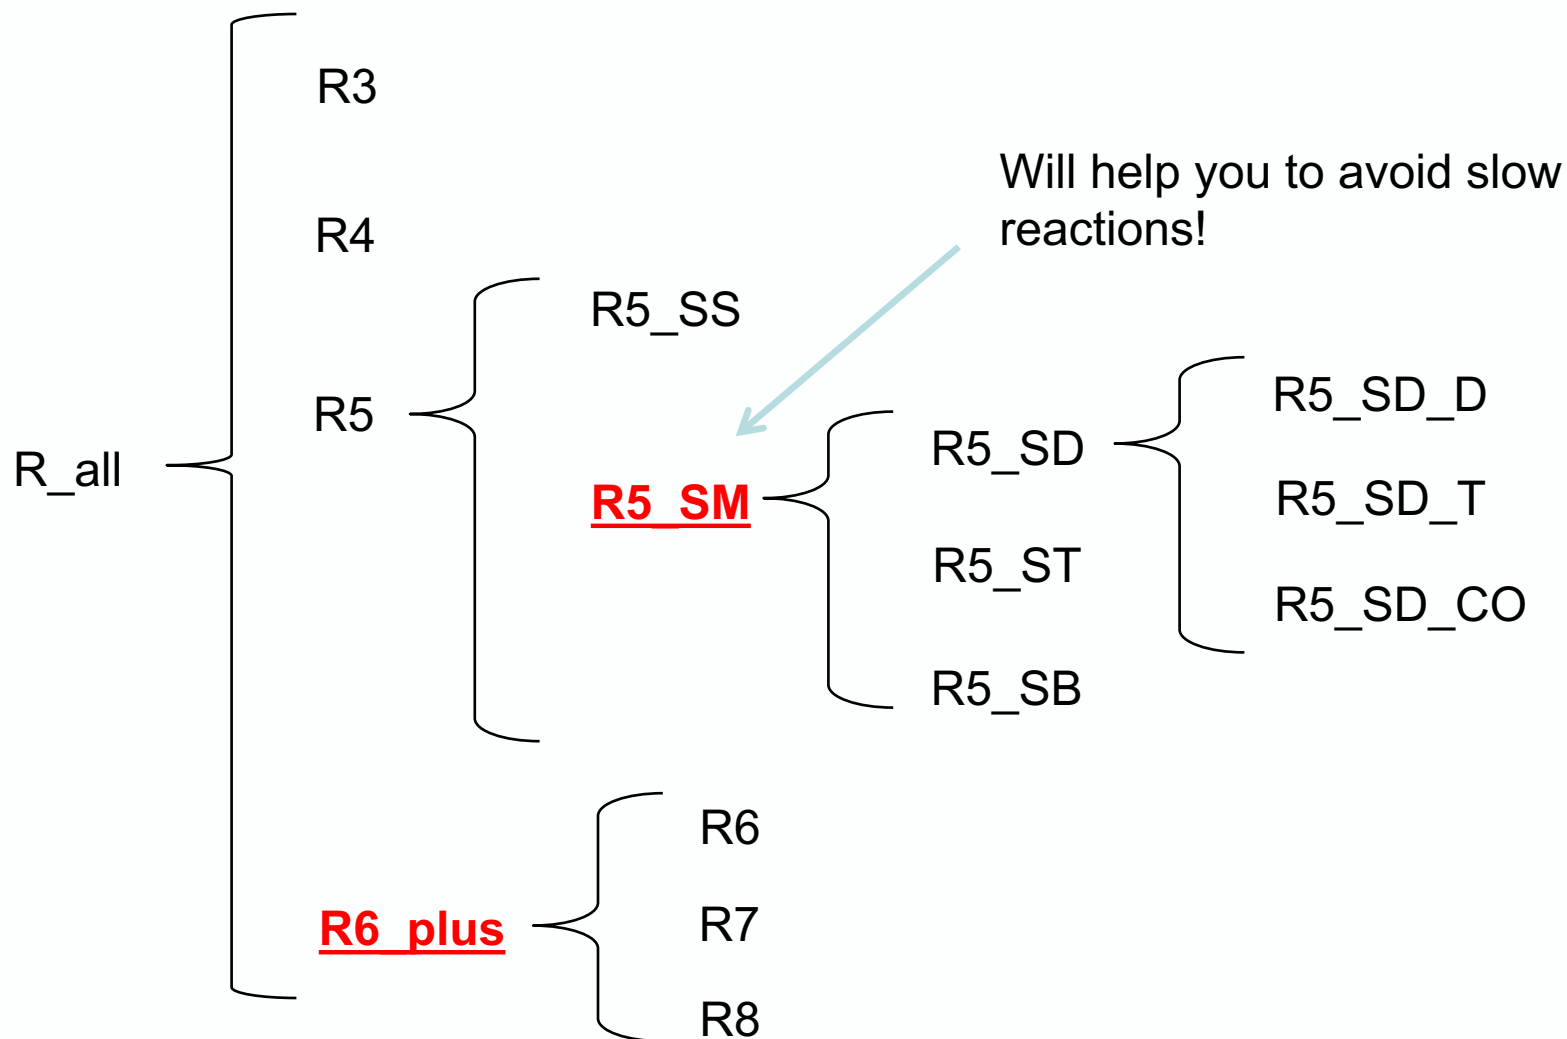 R3
Will help you to avoid slow
reactions!
R4
R5_SS
R5_SD_D
R5
R5_SD
R_all
R5_SM
R5_SD_T
R5_ST
R5_SD_CO
R5_SB
R6
R6_plus
R7
R8